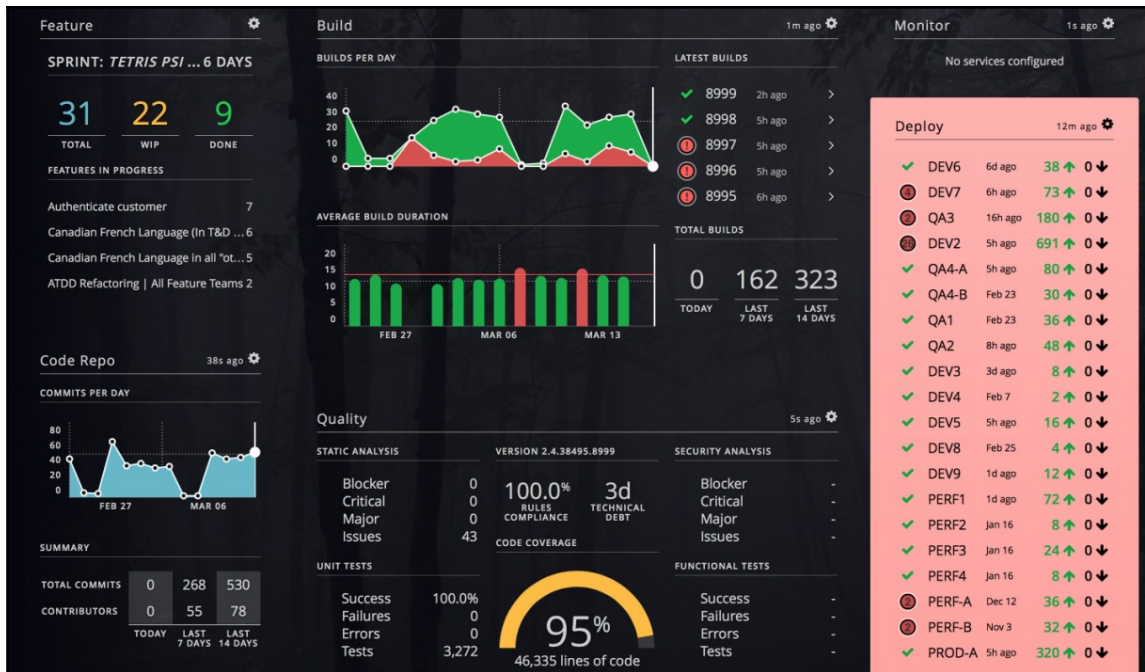 Feature
SPRINT: TETRIS PSI ... 6 DAYS
31 22 9
TOTAL WIP DONE
FEATURES IN PROGRESS
Authenticate customer 7
Canadian French Language (In T&D ... 6
Canadian French Language in all "ot... 5
ATDD Refactoring | All Feature Teams 2
Code Repo 38s ago
COMMITS PER DAY
80
60
40
20
0
FEB 27 MAR 06
SUMMARY
TOTAL COMMITS 0 268 530
CONTRIBUTORS 0 55 78
TODAY LAST 7 DAYS LAST 14 DAYS
Build 1m ago
BUILDS PER DAY
40
30
20
10
0
AVERAGE BUILD DURATION
20
15
10
5
0
FEB 27 MAR 06 MAR 13
LATEST BUILDS
8999 2h ago
8998 5h ago
8997 5h ago
8996 5h ago
8995 6h ago
TOTAL BUILDS
0 162 323
TODAY LAST 7 DAYS LAST 14 DAYS
Quality 5s ago
STATIC ANALYSIS
Blocker 0
Critical 0
Major 0
Issues 43
UNIT TESTS
Success 100.0%
Failures 0
Errors 0
Tests 3,272
VERSION 2.4.38495.8999
100.0% 3d
RULES COMPLIANCE TECHNICAL DEBT
CODE COVERAGE
95%
46,335 lines of code
SECURITY ANALYSIS
Blocker -
Critical -
Major -
Issues -
FUNCTIONAL TESTS
Success -
Failures -
Errors -
Tests -
Monitor 1s ago
No services configured
Deploy 12m ago
DEV6 6d ago 38 0
4 DEV7 6h ago 73 0
2 QA3 16h ago 180 0
26 DEV2 5h ago 691 0
QA4-A 5h ago 80 0
QA4-B Feb 23 30 0
QA1 Feb 23 36 0
QA2 8h ago 48 0
DEV3 3d ago 8 0
DEV4 Feb 7 2 0
DEV5 5h ago 16 0
DEV8 Feb 25 4 0
DEV9 1d ago 12 0
PERF1 1d ago 72 0
PERF2 Jan 16 8 0
PERF3 Jan 16 24 0
PERF4 Jan 16 8 0
2 PERF-A Dec 12 36 0
2 PERF-B Nov 3 32 0
PROD-A 5h ago 320 0